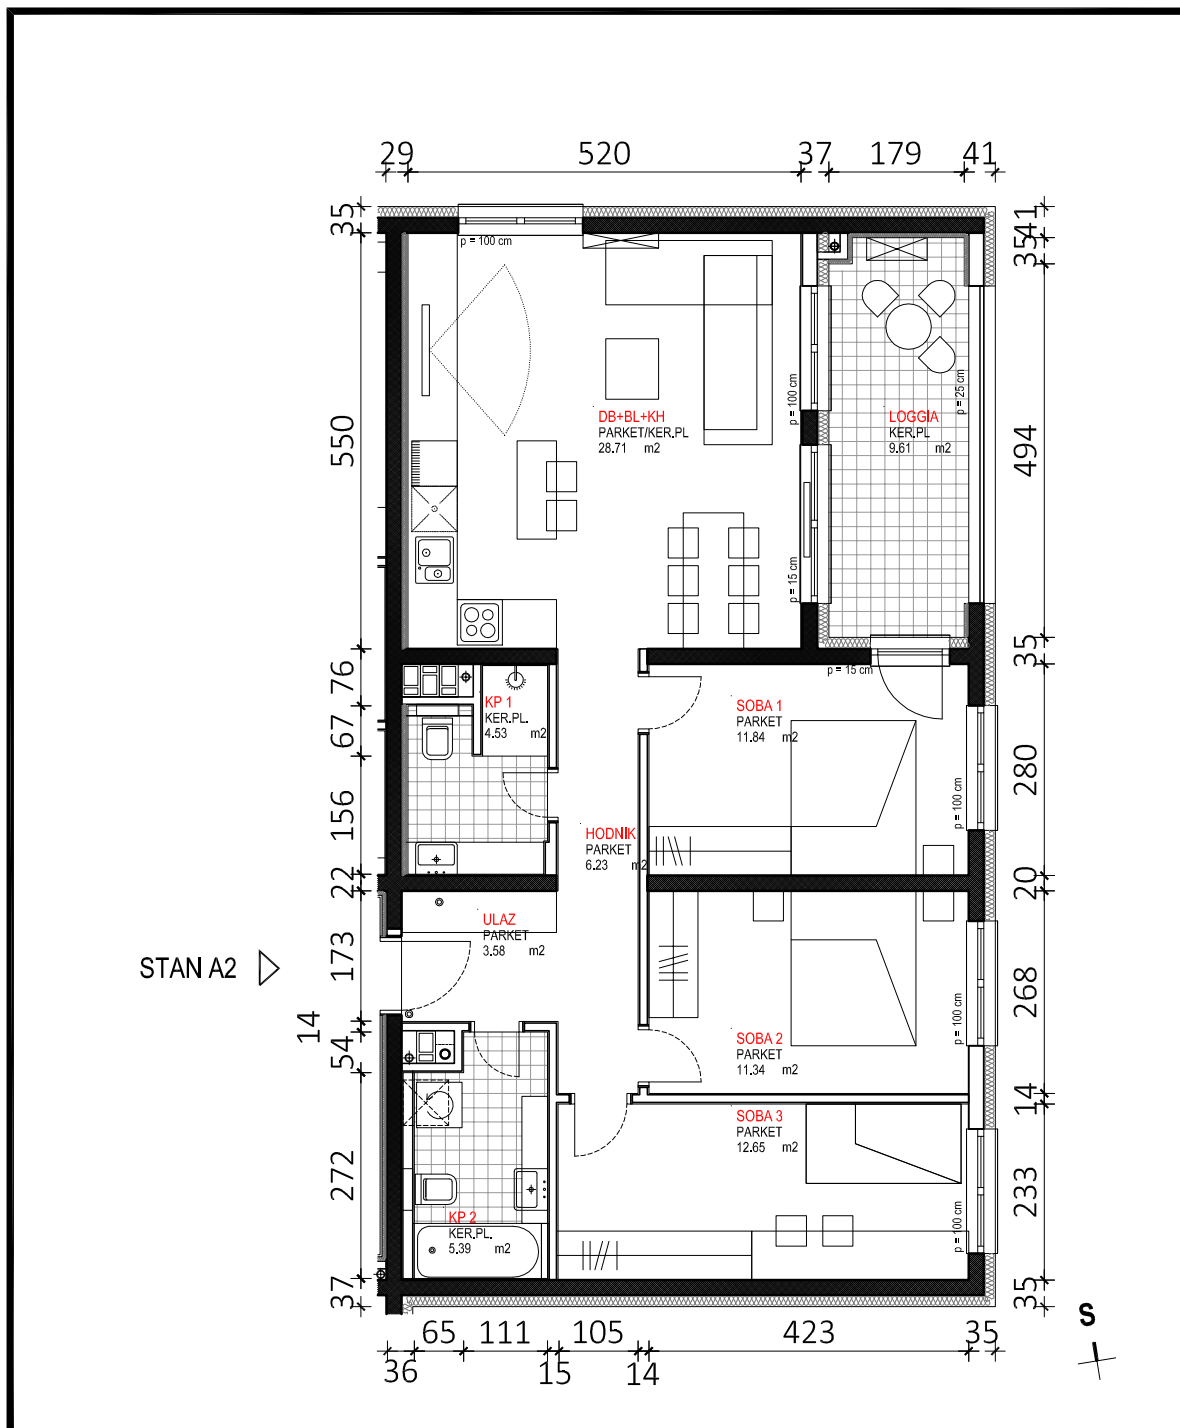 29 520 37 179 41
35
41
35
p = 100 cm
550
494
p = 100 cm
p = 25 cm
DB+BL+KH
PARKET/KER.PL
28.71 m2
LOGGIA
KER.PL
9.61 m2
p = 15 cm
35
p = 15 cm
76
67
156
22
KP 1
KER.PL.
4.53 m2
SOBA 1
PARKET
11.84 m2
280
p = 100 cm
HODNIK
PARKET
6.23 m2
20
ULAZ
PARKET
3.58 m2
STAN A2
173
14
54
268
p = 100 cm
SOBA 2
PARKET
11.34 m2
14
SOBA 3
PARKET
12.65 m2
272
233
p = 100 cm
KP 2
KER.PL.
5.39 m2
37
35
65 111 105 423 35
36 15 14
S